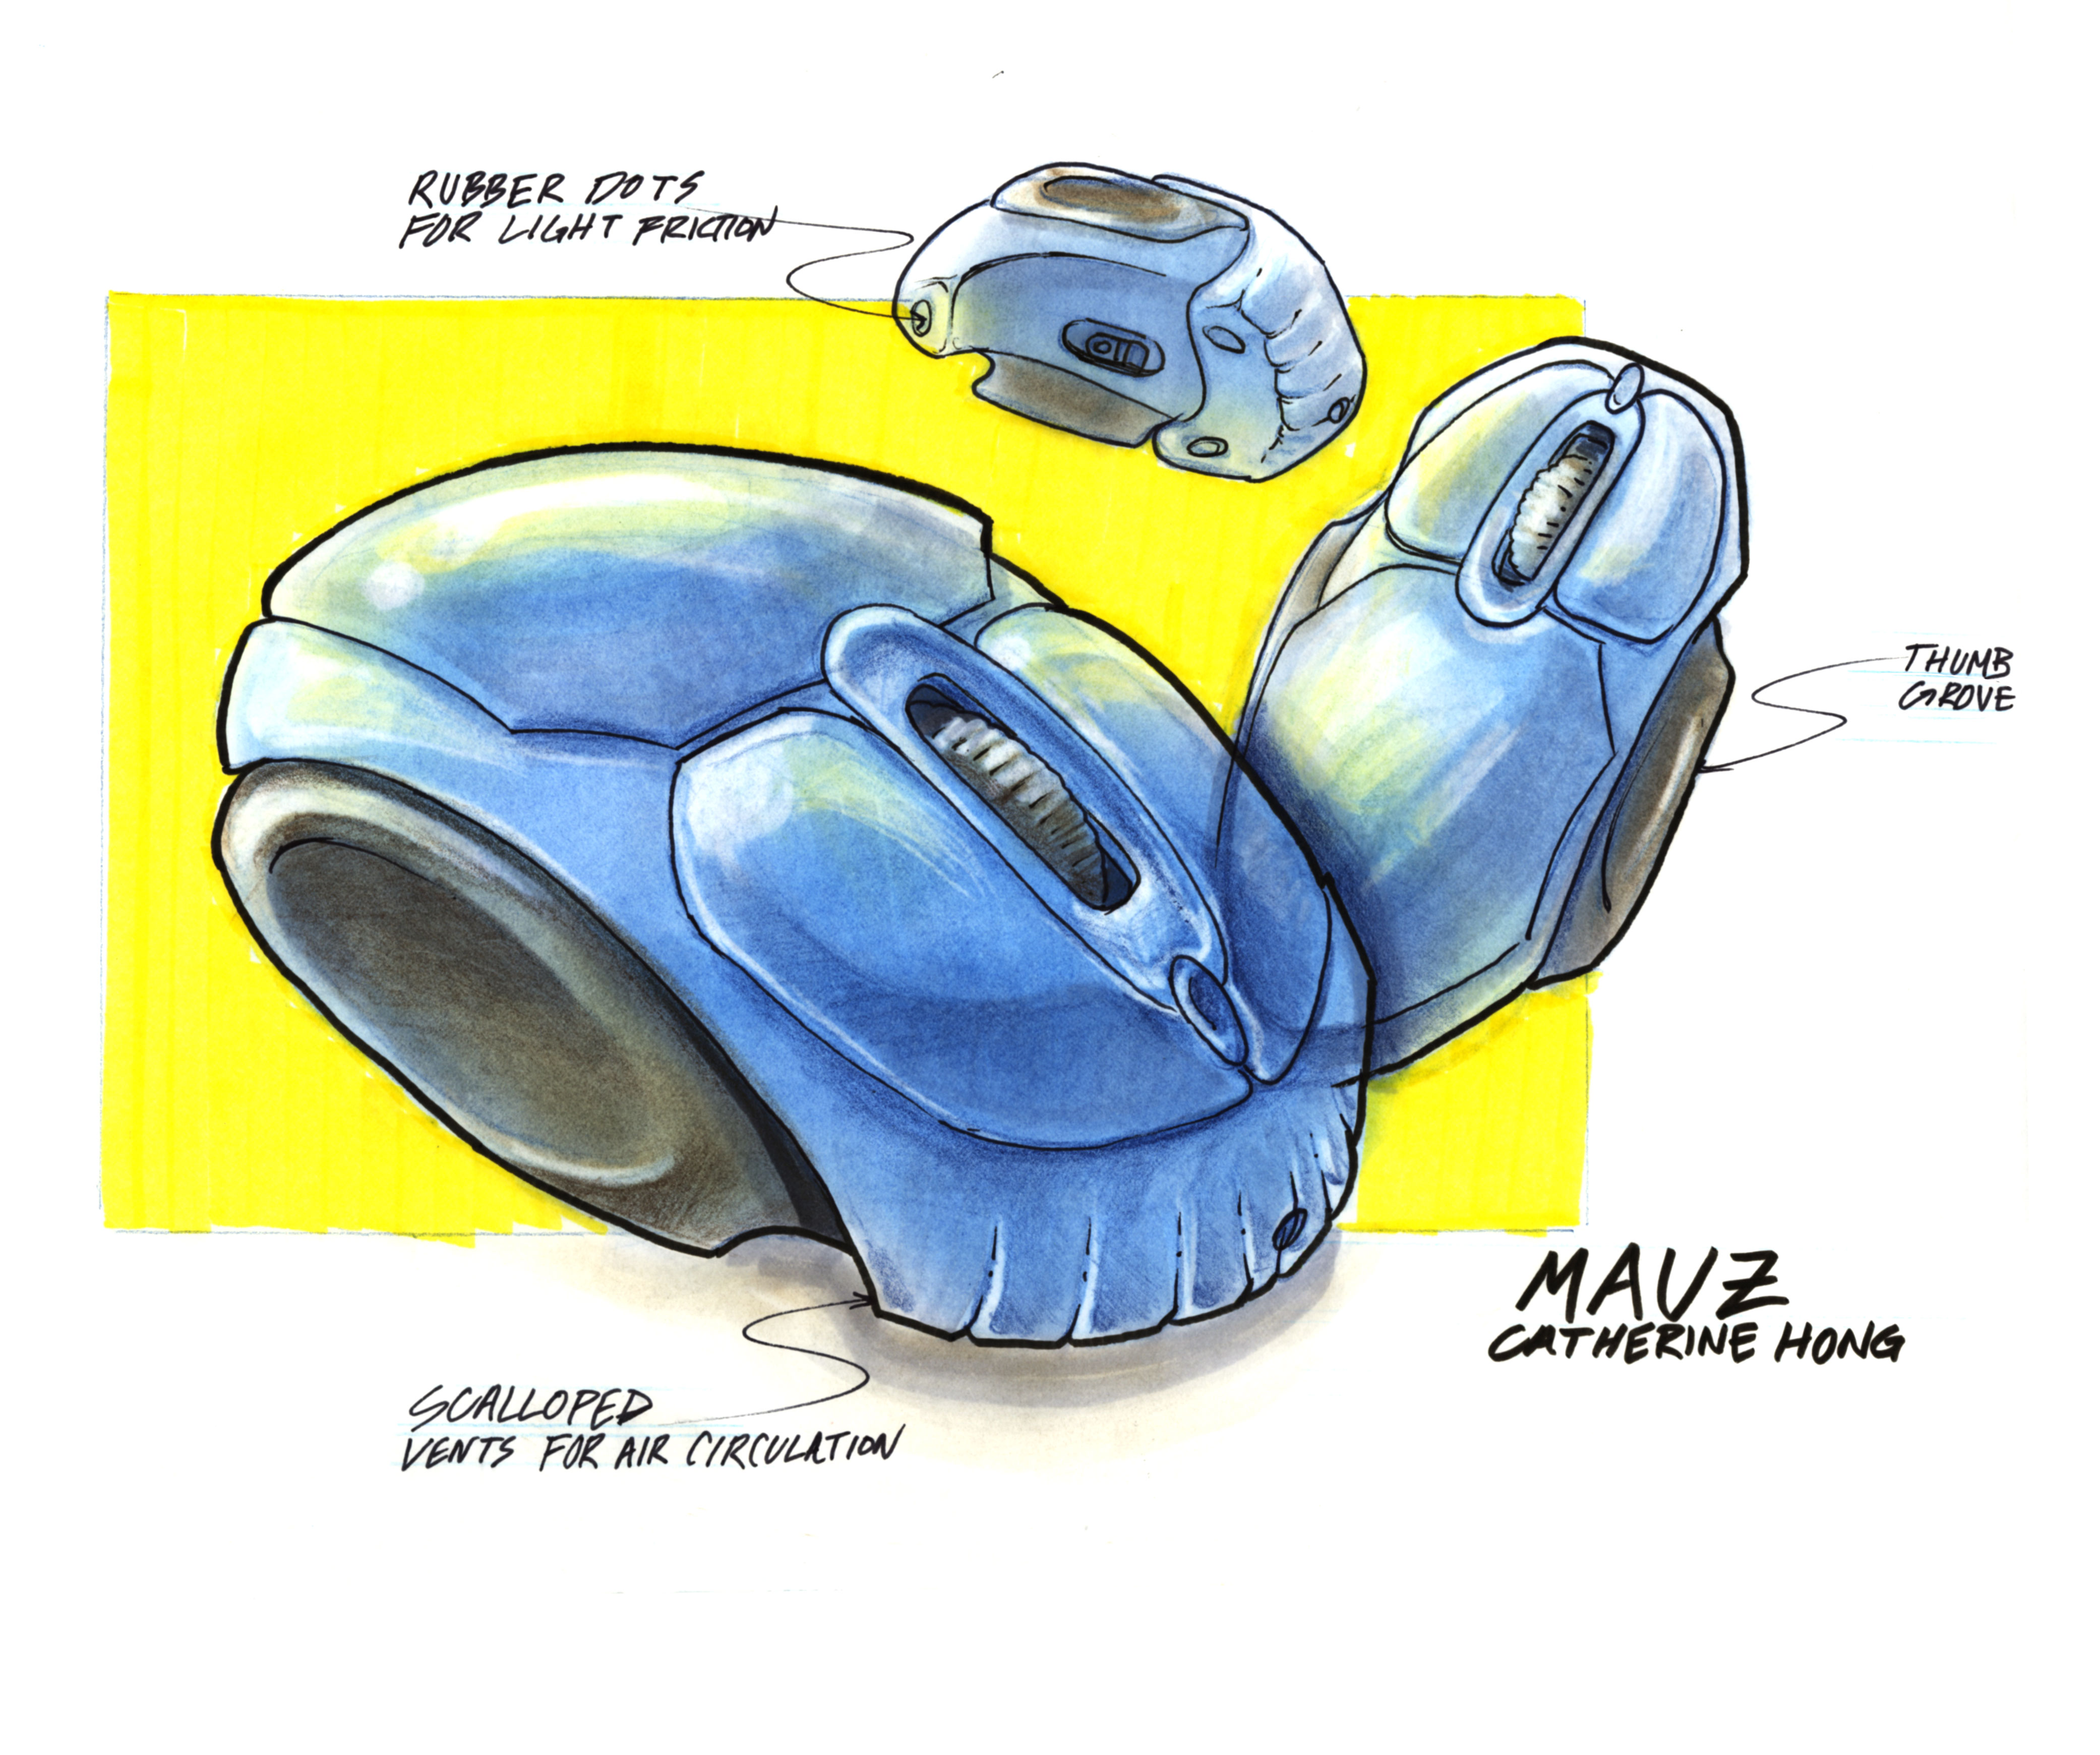 RUBBER DOTS
FOR LIGHT FRICTION
THUMB
GROVE
MAUZ
CATHERINE HONG
SCALLOPED
VENTS FOR AIR CIRCULATION